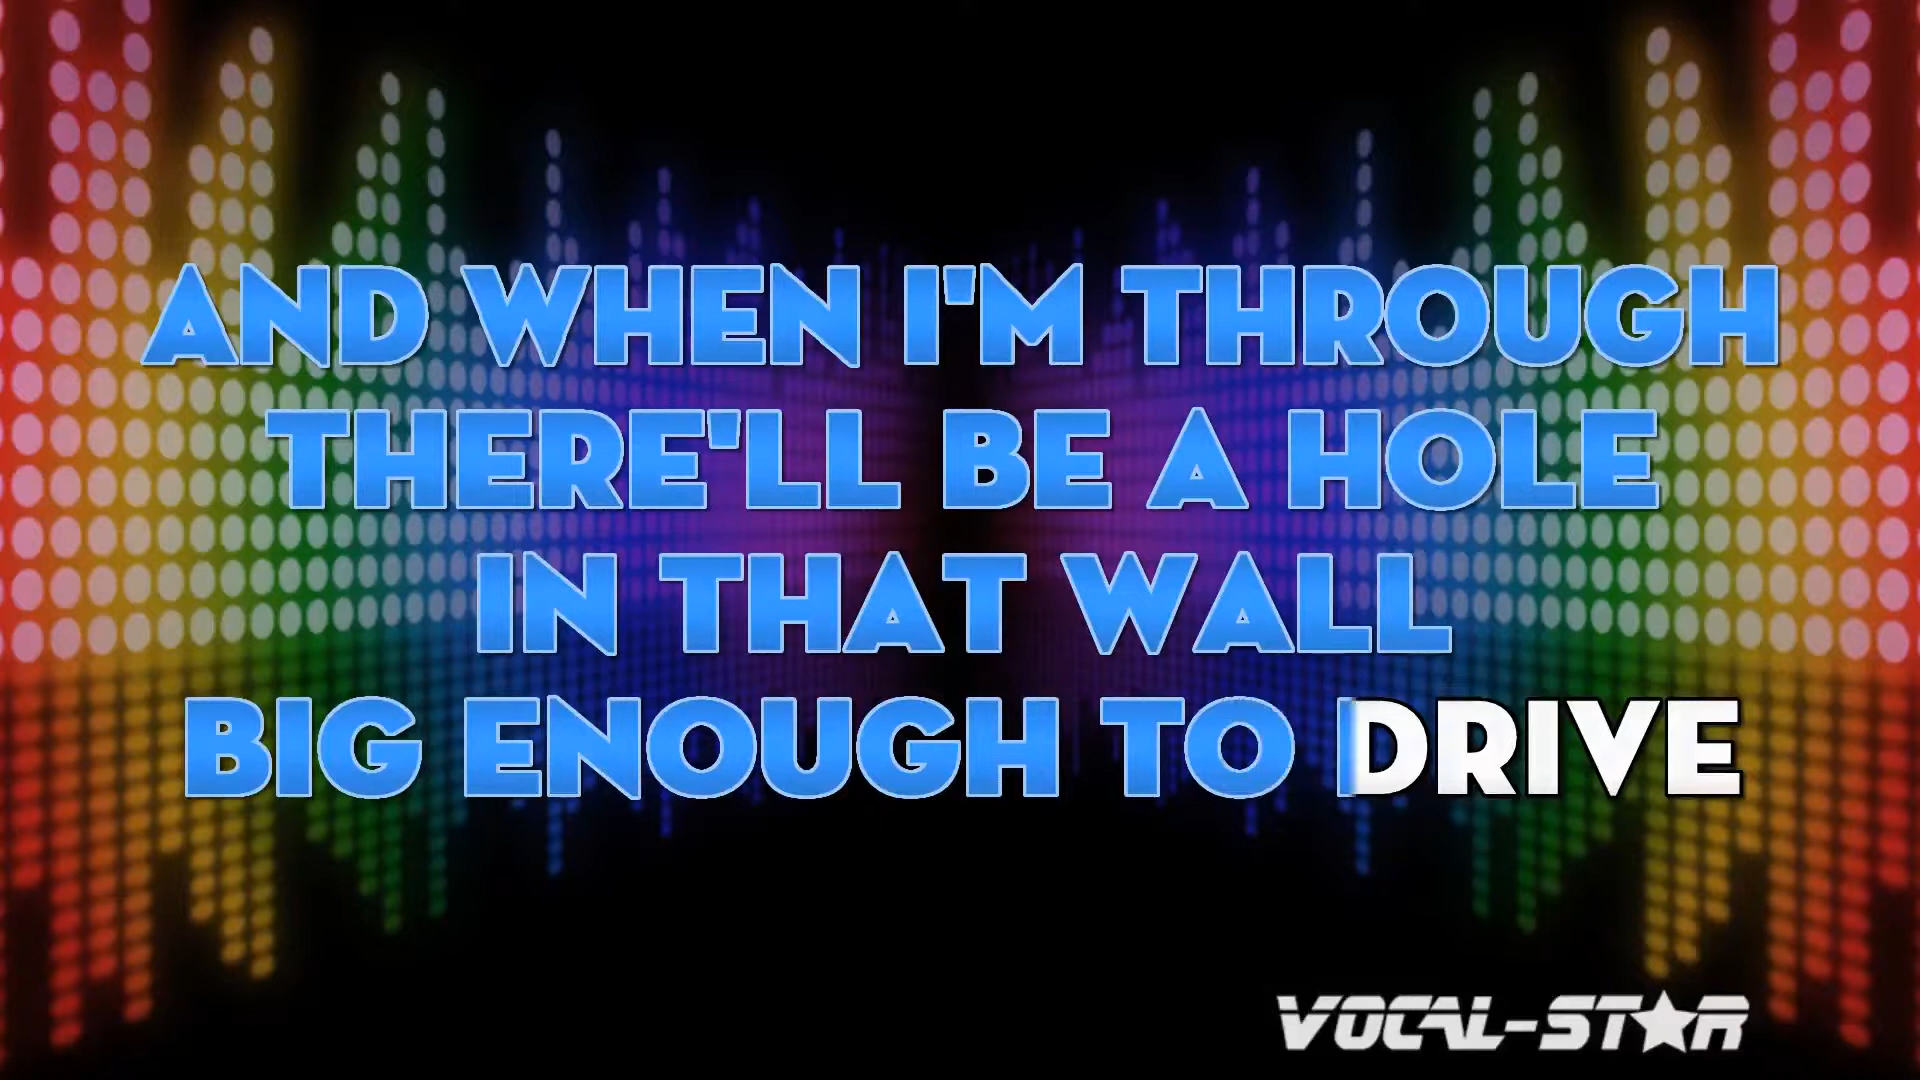 AND WHEN I'M THROUGH
THERE'LL BE A HOLE
IN THAT WALL
BIG ENOUGH TO DRIVE
VOCAL-STAR